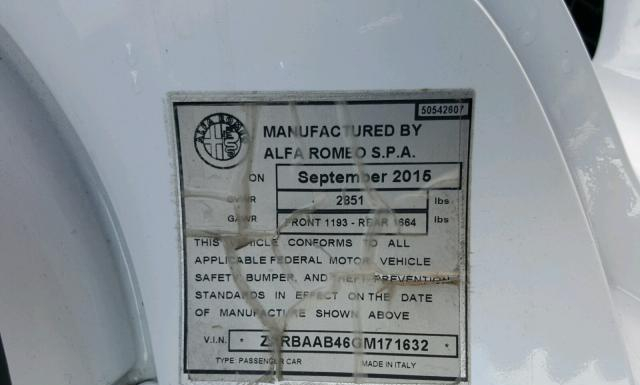 50542607
ALFA ROMEO
MANUFACTURED BY
ALFA ROMEO S.P.A.
ON September 2015
GVWR 2851 lbs
GAWR FRONT 1193 - REAR 1664 lbs
THIS VEHICLE CONFORMS TO ALL
APPLICABLE FEDERAL MOTOR VEHICLE
SAFETY BUMPER, AND THEFT PREVENTION
STANDARDS IN EFFECT ON THE DATE
OF MANUFACTURE SHOWN ABOVE
V.I.N.
TYPE: PASSENGER CAR MADE IN ITALY